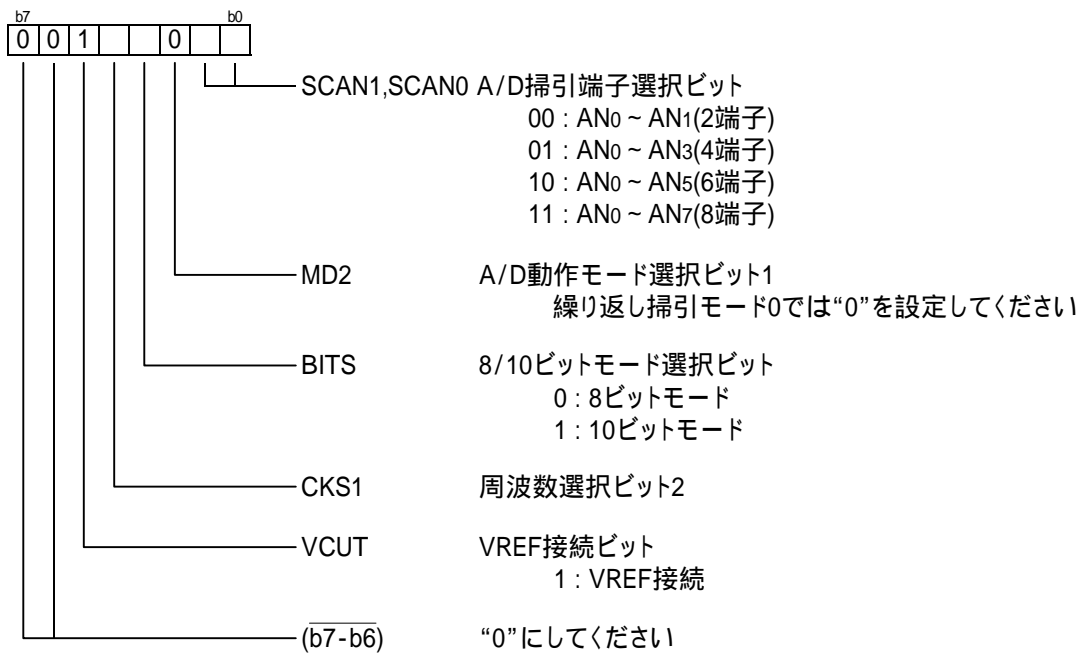 b7 b0
0 0 1 0
SCAN1,SCAN0 A/D掃引端子選択ビット
00 : AN0 ~ AN1(2端子)
01 : AN0 ~ AN3(4端子)
10 : AN0 ~ AN5(6端子)
11 : AN0 ~ AN7(8端子)
MD2 A/D動作モード選択ビット1
繰り返し掃引モード0では“0”を設定してください
BITS 8/10ビットモード選択ビット
0 : 8ビットモード
1 : 10ビットモード
CKS1 周波数選択ビット2
VCUT VREF接続ビット
1 : VREF接続
(b7-b6) “0”にしてください